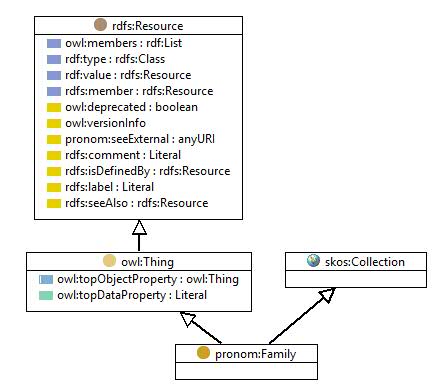 rdfs:Resource
owl:members : rdf:List
rdf:type : rdfs:Class
rdf:value : rdfs:Resource
rdfs:member : rdfs:Resource
owl:deprecated : boolean
owl:versionInfo
pronom:seeExternal : anyURI
rdfs:comment : Literal
rdfs:isDefinedBy : rdfs:Resource
rdfs:label : Literal
rdfs:seeAlso : rdfs:Resource
owl:Thing
owl:topObjectProperty : owl:Thing
owl:topDataProperty : Literal
skos:Collection
pronom:Family